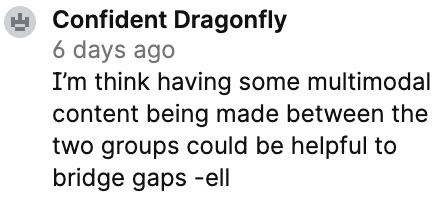 Confident Dragonfly
6 days ago
I'm think having some multimodal
content being made between the
two groups could be helpful to
bridge gaps -ell